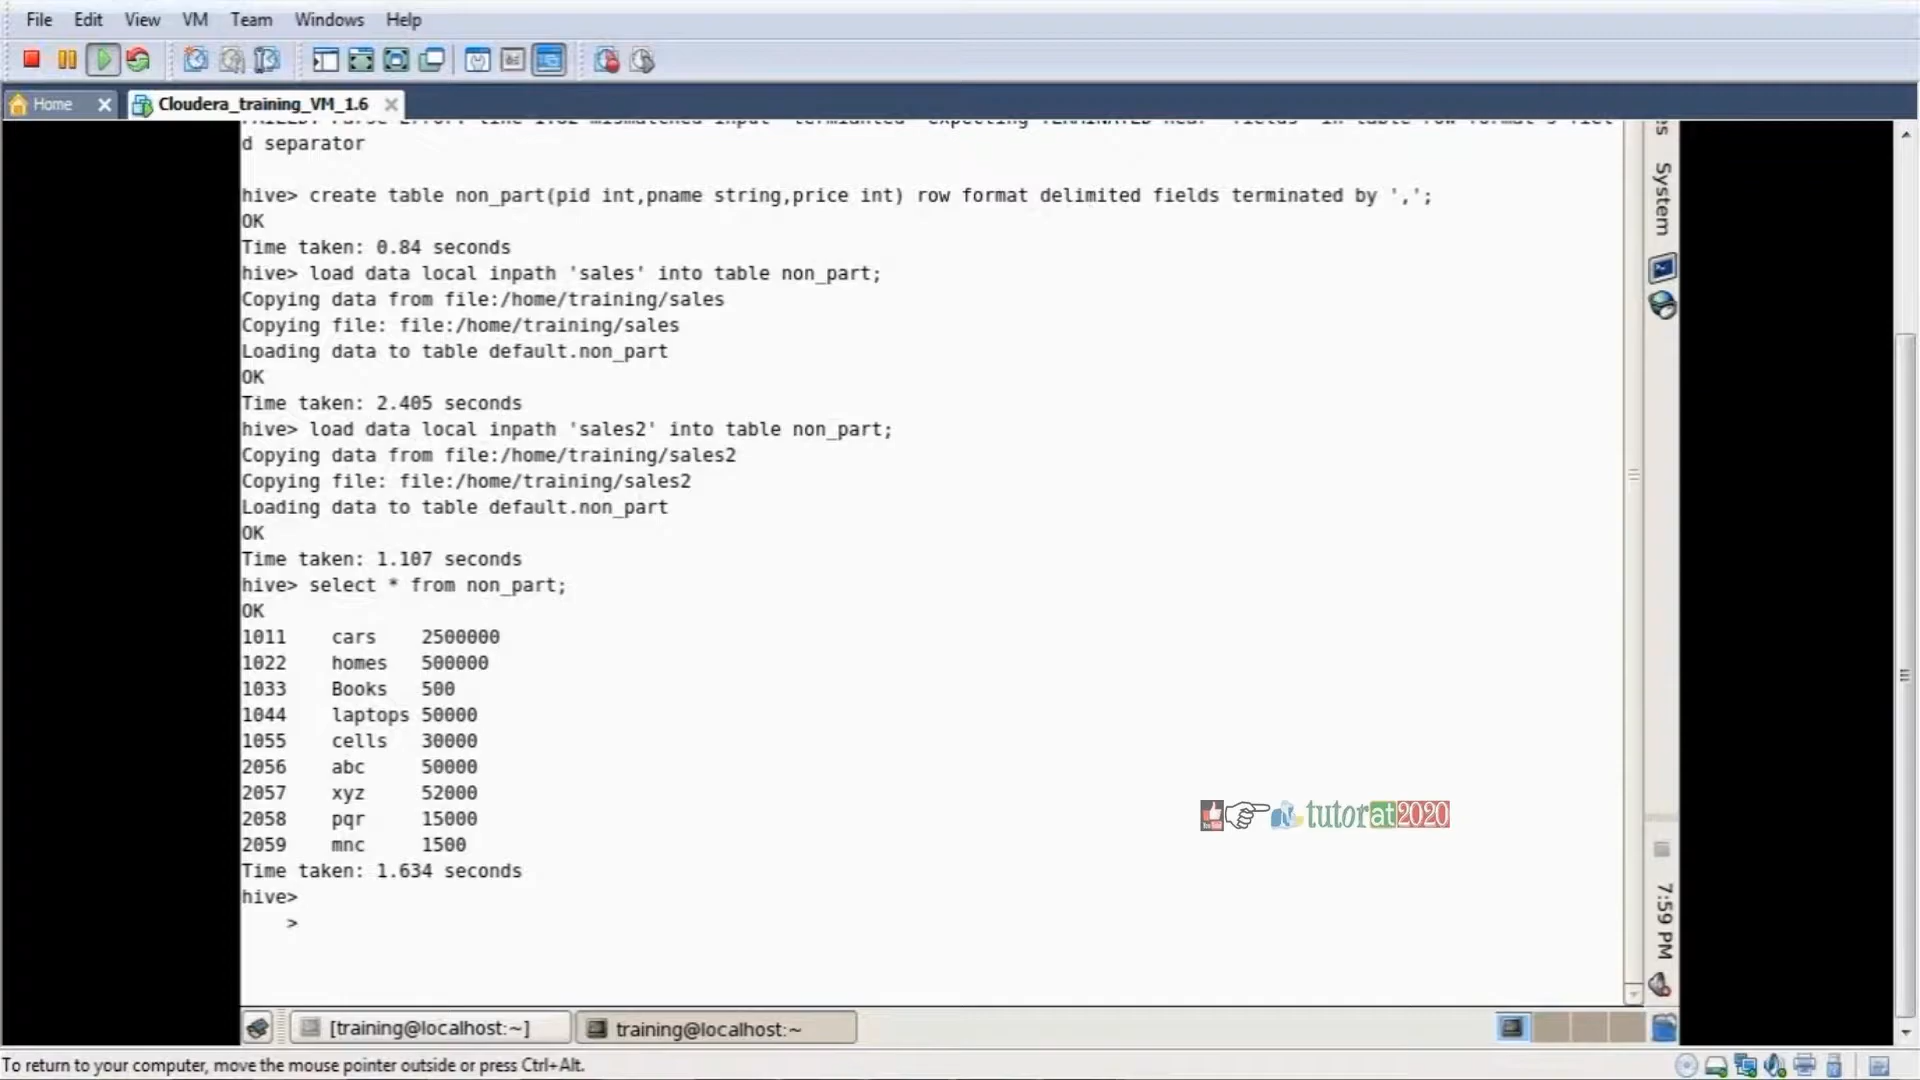 File Edit View VM Team Windows Help
Home
Cloudera_training_VM_1.6
d separator
hive> create table non_part(pid int,pname string,price int) row format delimited fields terminated by ',';
OK
Time taken: 0.84 seconds
hive> load data local inpath 'sales' into table non_part;
Copying data from file:/home/training/sales
Copying file: file:/home/training/sales
Loading data to table default.non_part
OK
Time taken: 2.405 seconds
hive> load data local inpath 'sales2' into table non_part;
Copying data from file:/home/training/sales2
Copying file: file:/home/training/sales2
Loading data to table default.non_part
OK
Time taken: 1.107 seconds
hive> select * from non_part;
OK
1011 cars 2500000
1022 homes 500000
1033 Books 500
1044 laptops 50000
1055 cells 30000
2056 abc 50000
2057 xyz 52000
2058 pqr 15000
2059 mnc 1500
Time taken: 1.634 seconds
hive>
>
System
tutorat2020
7:59 PM
[training@localhost:~]
training@localhost:~
To return to your computer, move the mouse pointer outside or press Ctrl+Alt.